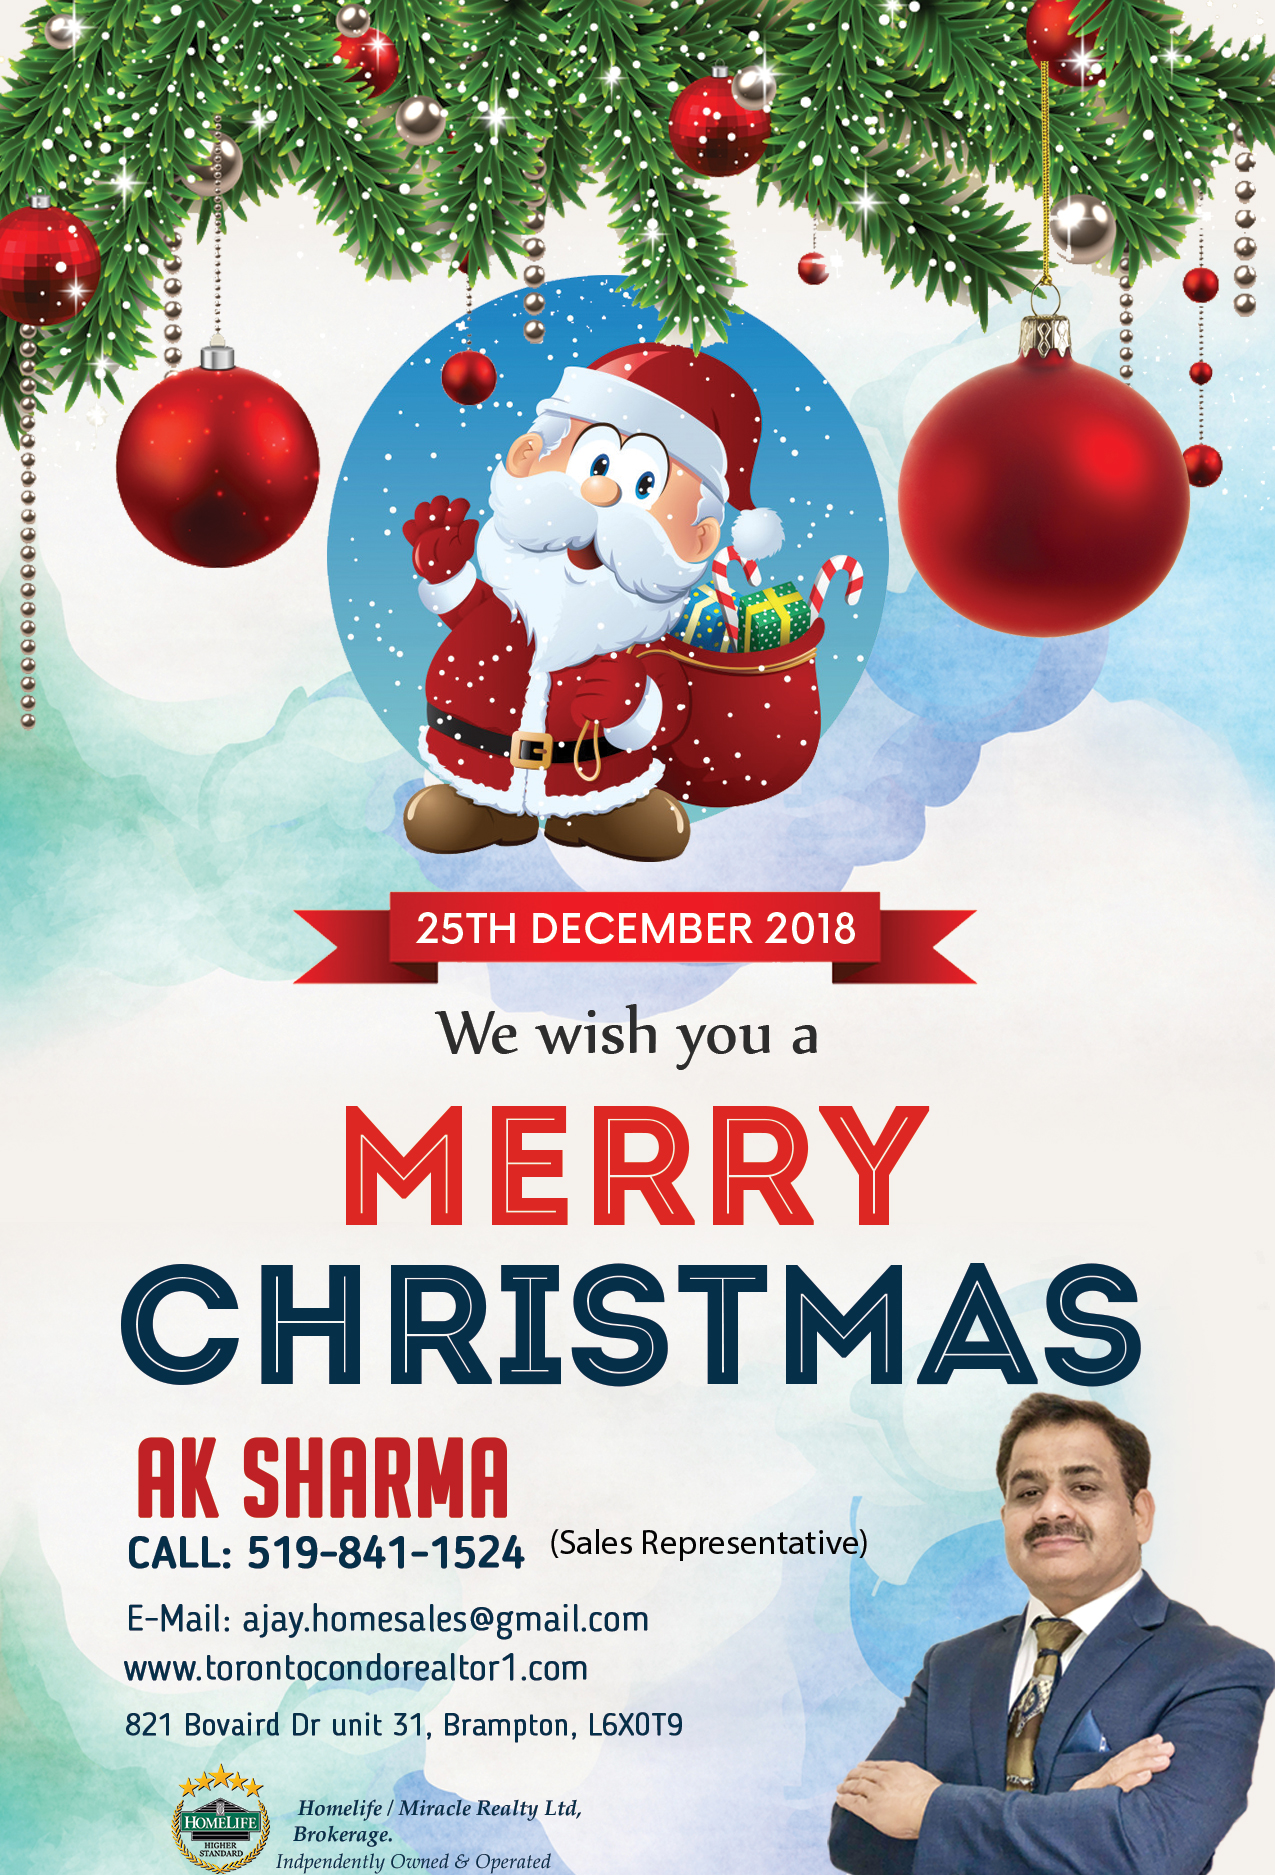 25TH DECEMBER 2018
We wish you a
MERRY
CHRISTMAS
AK SHARMA
CALL: 519-841-1524 (Sales Representative)
E-Mail: ajay.homesales@gmail.com
www.torontocondorealtor1.com
821 Bovaird Dr unit 31, Brampton, L6X0T9
HOMELIFE
HIGHER
STANDARD
Homelife / Miracle Realty Ltd,
Brokerage.
Indpendently Owned & Operated